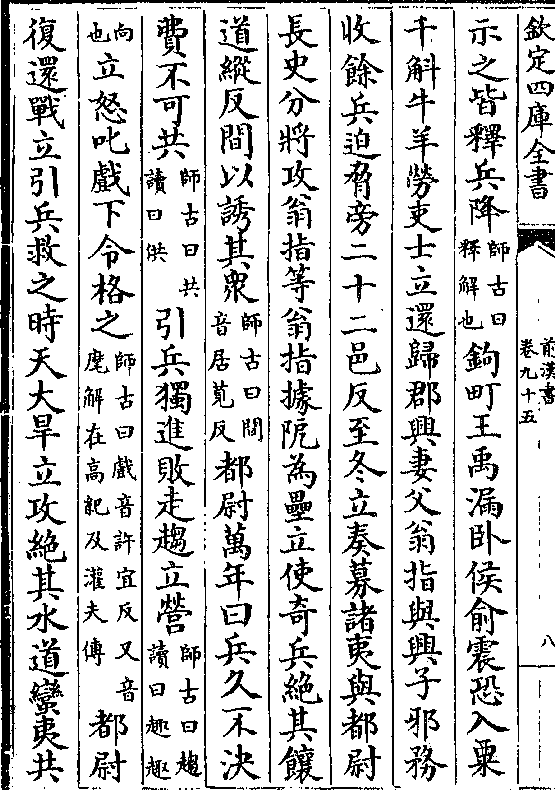 欽定四庫全書
前漢書
卷九十五
八
示之皆釋兵降師古曰釋解也鉤町王禹漏卧侯俞震恐入粟
千斛牛羊勞吏士立還歸郡興妻父翁指與興子邪務
收餘兵迫脅旁二十二邑反至冬立奏募諸夷與都尉
長史分將攻翁指等翁指據阸為壘立使奇兵絶其饟
道縱反間以誘其衆師古曰間音居莧反都尉萬年曰兵久不決
費不可共師古曰共讀曰供引兵獨進敗走趨立營師古曰趨讀曰趣趣
向也立怒叱戲下令格之師古曰戲音許宜反又音麾解在高紀及灌夫傳都尉
復還戰立引兵救之時天大旱立攻絶其水道蠻夷共